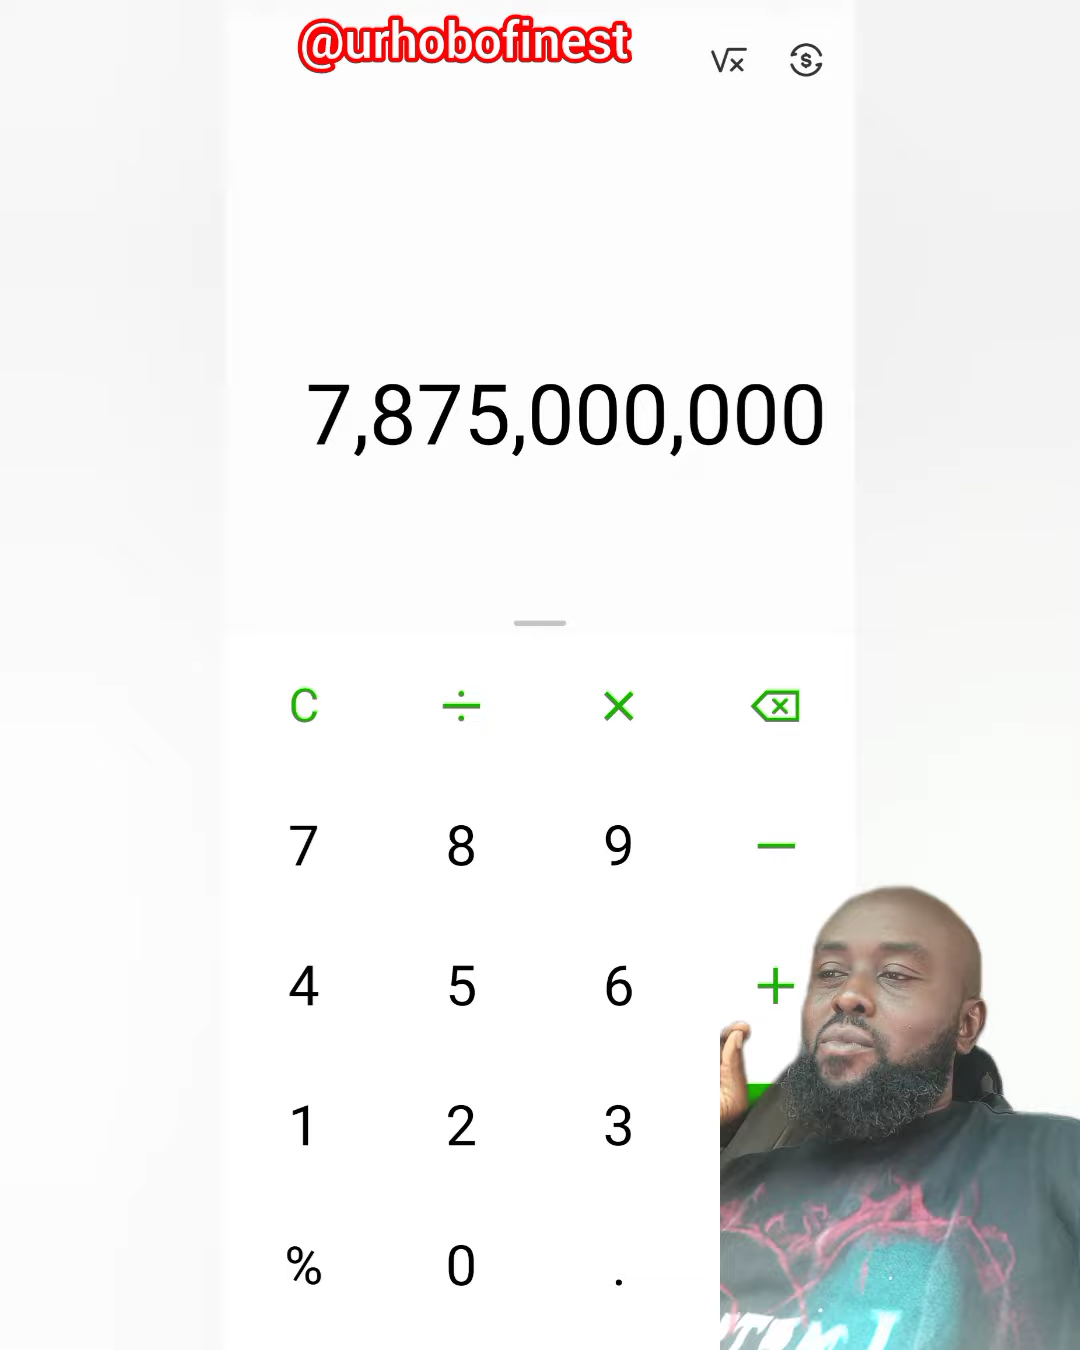 @urhobofinest
√x $
7,875,000,000
C ÷ ×
7 8 9 −
4 5 6 +
1 2 3
% 0 .